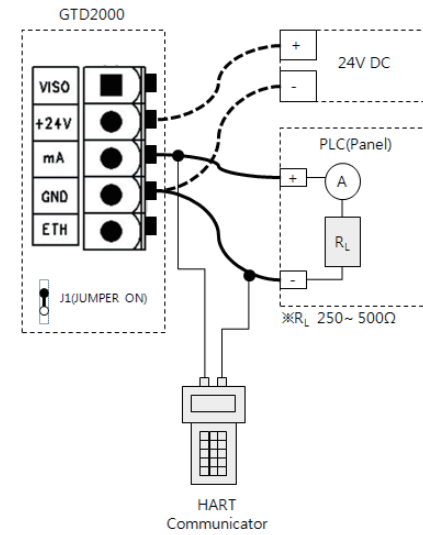 GTD2000
VISO
+24V
mA
GND
ETH
J1(JUMPER ON)
+
24V DC
-
PLC(Panel)
+
A
RL
-
※RL 250~ 500Ω
HART
Communicator